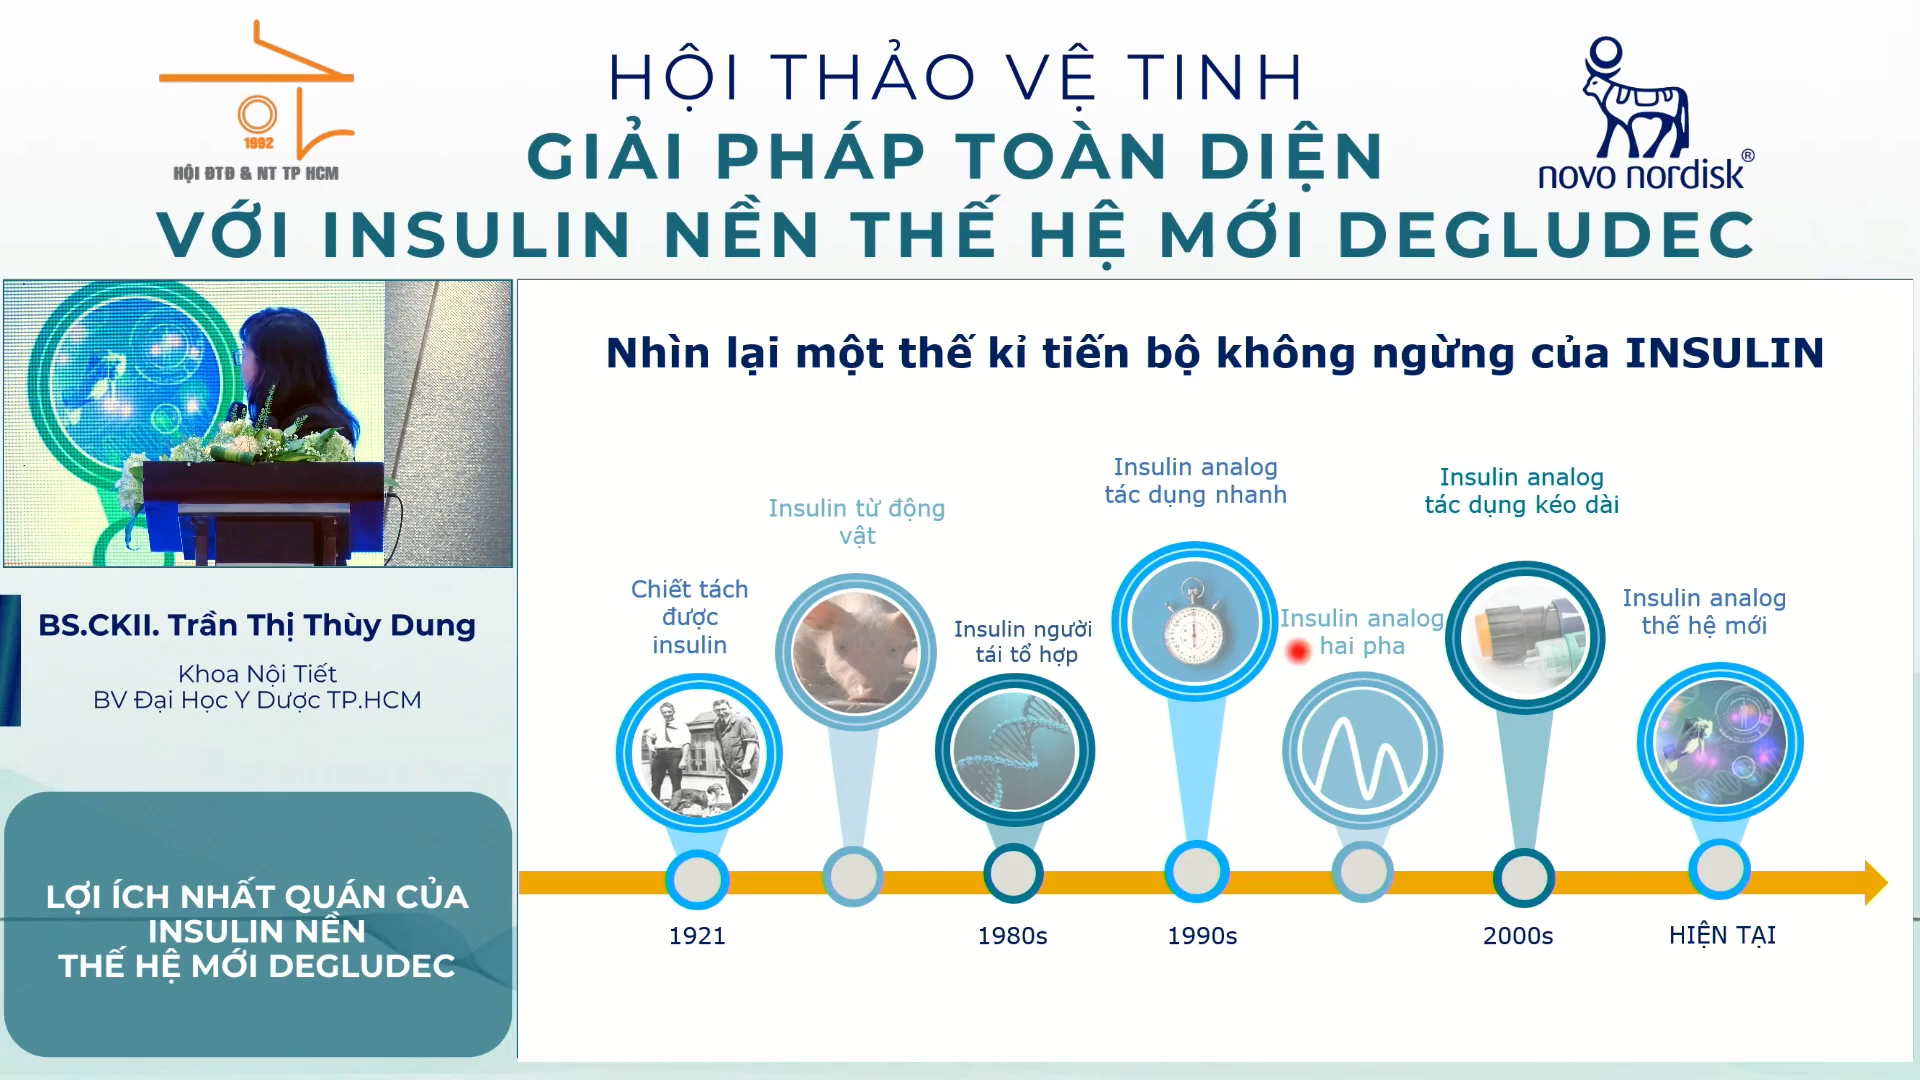 HỘI THẢO VỆ TINH
GIẢI PHÁP TOÀN DIỆN
VỚI INSULIN NỀN THẾ HỆ MỚI DEGLUDEC
1992
HỘI ĐTĐ & NT TP HCM
novo nordisk®
BS.CKII. Trần Thị Thùy Dung
Khoa Nội Tiết
BV Đại Học Y Dược TP.HCM
LỢI ÍCH NHẤT QUÁN CỦA
INSULIN NỀN
THẾ HỆ MỚI DEGLUDEC
Nhìn lại một thế kỉ tiến bộ không ngừng của INSULIN
Chiết tách
được
insulin
Insulin từ động
vật
Insulin người
tái tổ hợp
Insulin analog
tác dụng nhanh
Insulin analog
hai pha
Insulin analog
tác dụng kéo dài
Insulin analog
thế hệ mới
1921
1980s
1990s
2000s
HIỆN TẠI